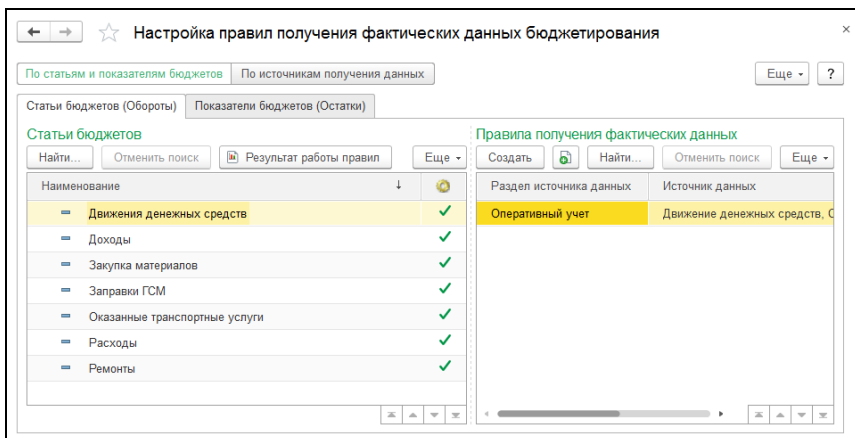 Настройка правил получения фактических данных бюджетирования
По статьям и показателям бюджетов По источникам получения данных Еще ?
Статьи бюджетов (Обороты) Показатели бюджетов (Остатки)
Статьи бюджетов Правила получения фактических данных
Найти... Отменить поиск Результат работы правил Еще Создать Найти... Отменить поиск Еще
Наименование Раздел источника данных Источник данных
Движения денежных средств Оперативный учет Движение денежных средств, С
Доходы
Закупка материалов
Заправки ГСМ
Оказанные транспортные услуги
Расходы
Ремонты